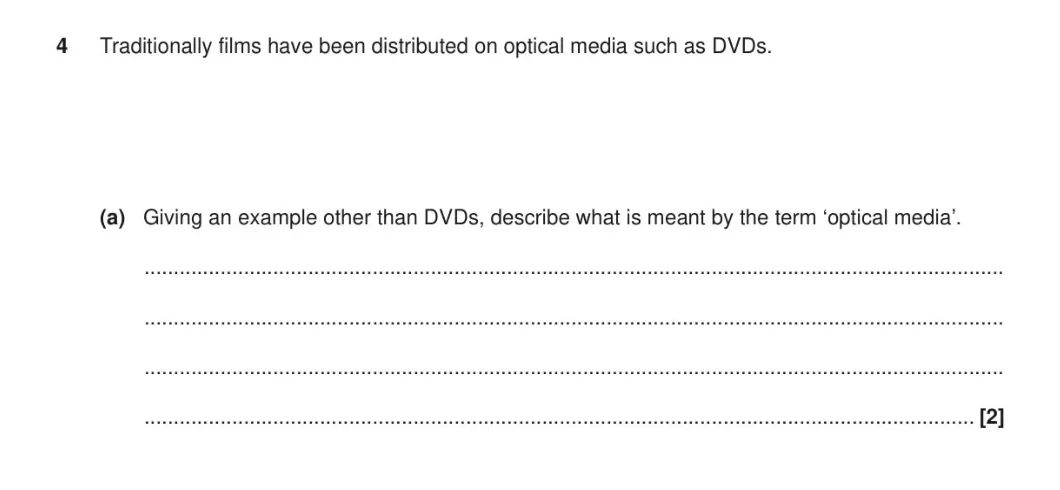 4 Traditionally films have been distributed on optical media such as DVDs.
(a) Giving an example other than DVDs, describe what is meant by the term ‘optical media’.
[2]